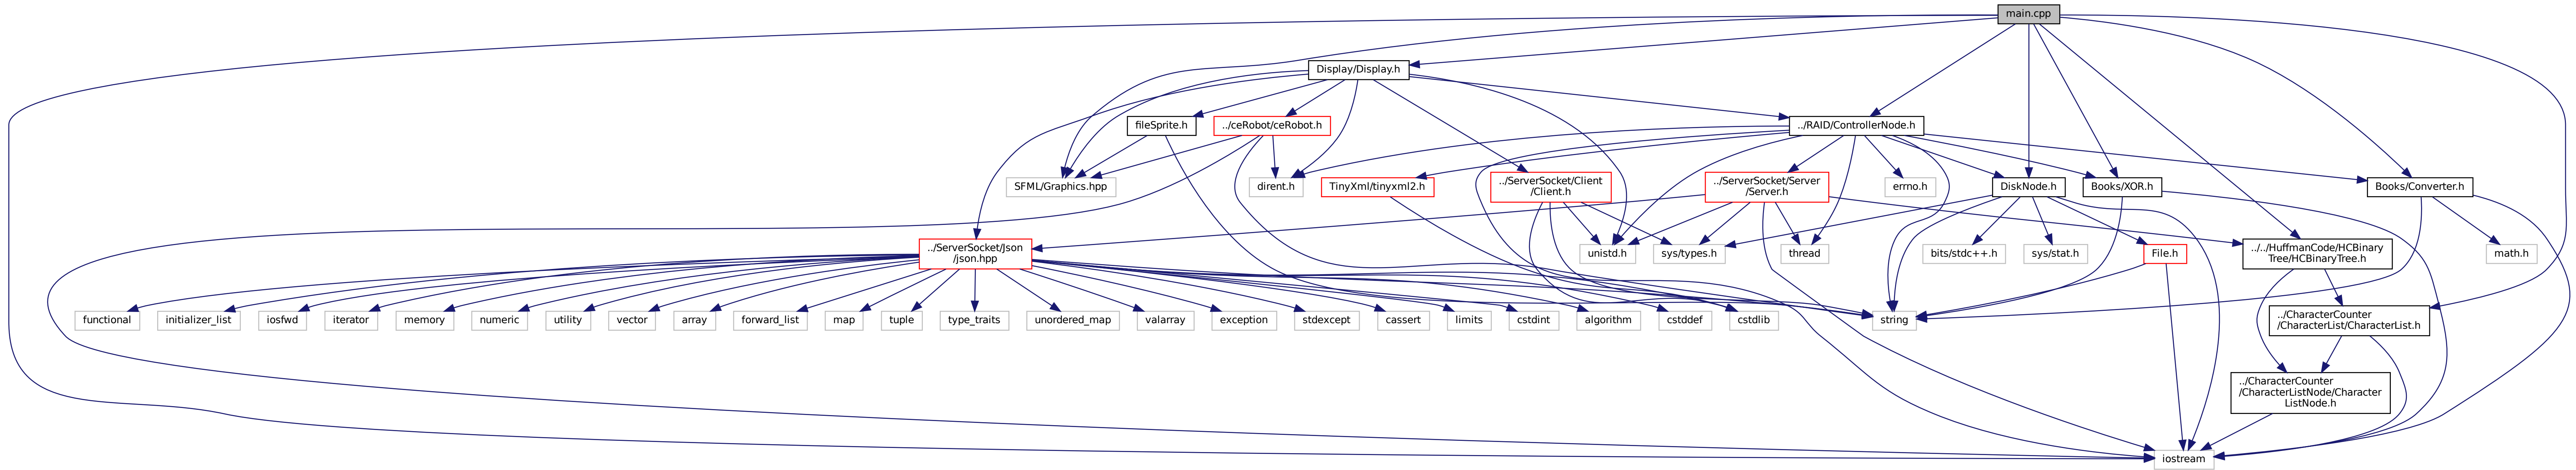 main.cpp
Display/Display.h
fileSprite.h
../ceRobot/ceRobot.h
../RAID/ControllerNode.h
SFML/Graphics.hpp
dirent.h
TinyXml/tinyxml2.h
../ServerSocket/Client
/Client.h
../ServerSocket/Server
/Server.h
errno.h
DiskNode.h
Books/XOR.h
Books/Converter.h
../ServerSocket/Json
/json.hpp
unistd.h
sys/types.h
thread
bits/stdc++.h
sys/stat.h
File.h
../../HuffmanCode/HCBinary
Tree/HCBinaryTree.h
math.h
functional
initializer_list
iosfwd
iterator
memory
numeric
utility
vector
array
forward_list
map
tuple
type_traits
unordered_map
valarray
exception
stdexcept
cassert
limits
cstdint
algorithm
cstddef
cstdlib
string
../CharacterCounter
/CharacterList/CharacterList.h
../CharacterCounter
/CharacterListNode/Character
ListNode.h
iostream